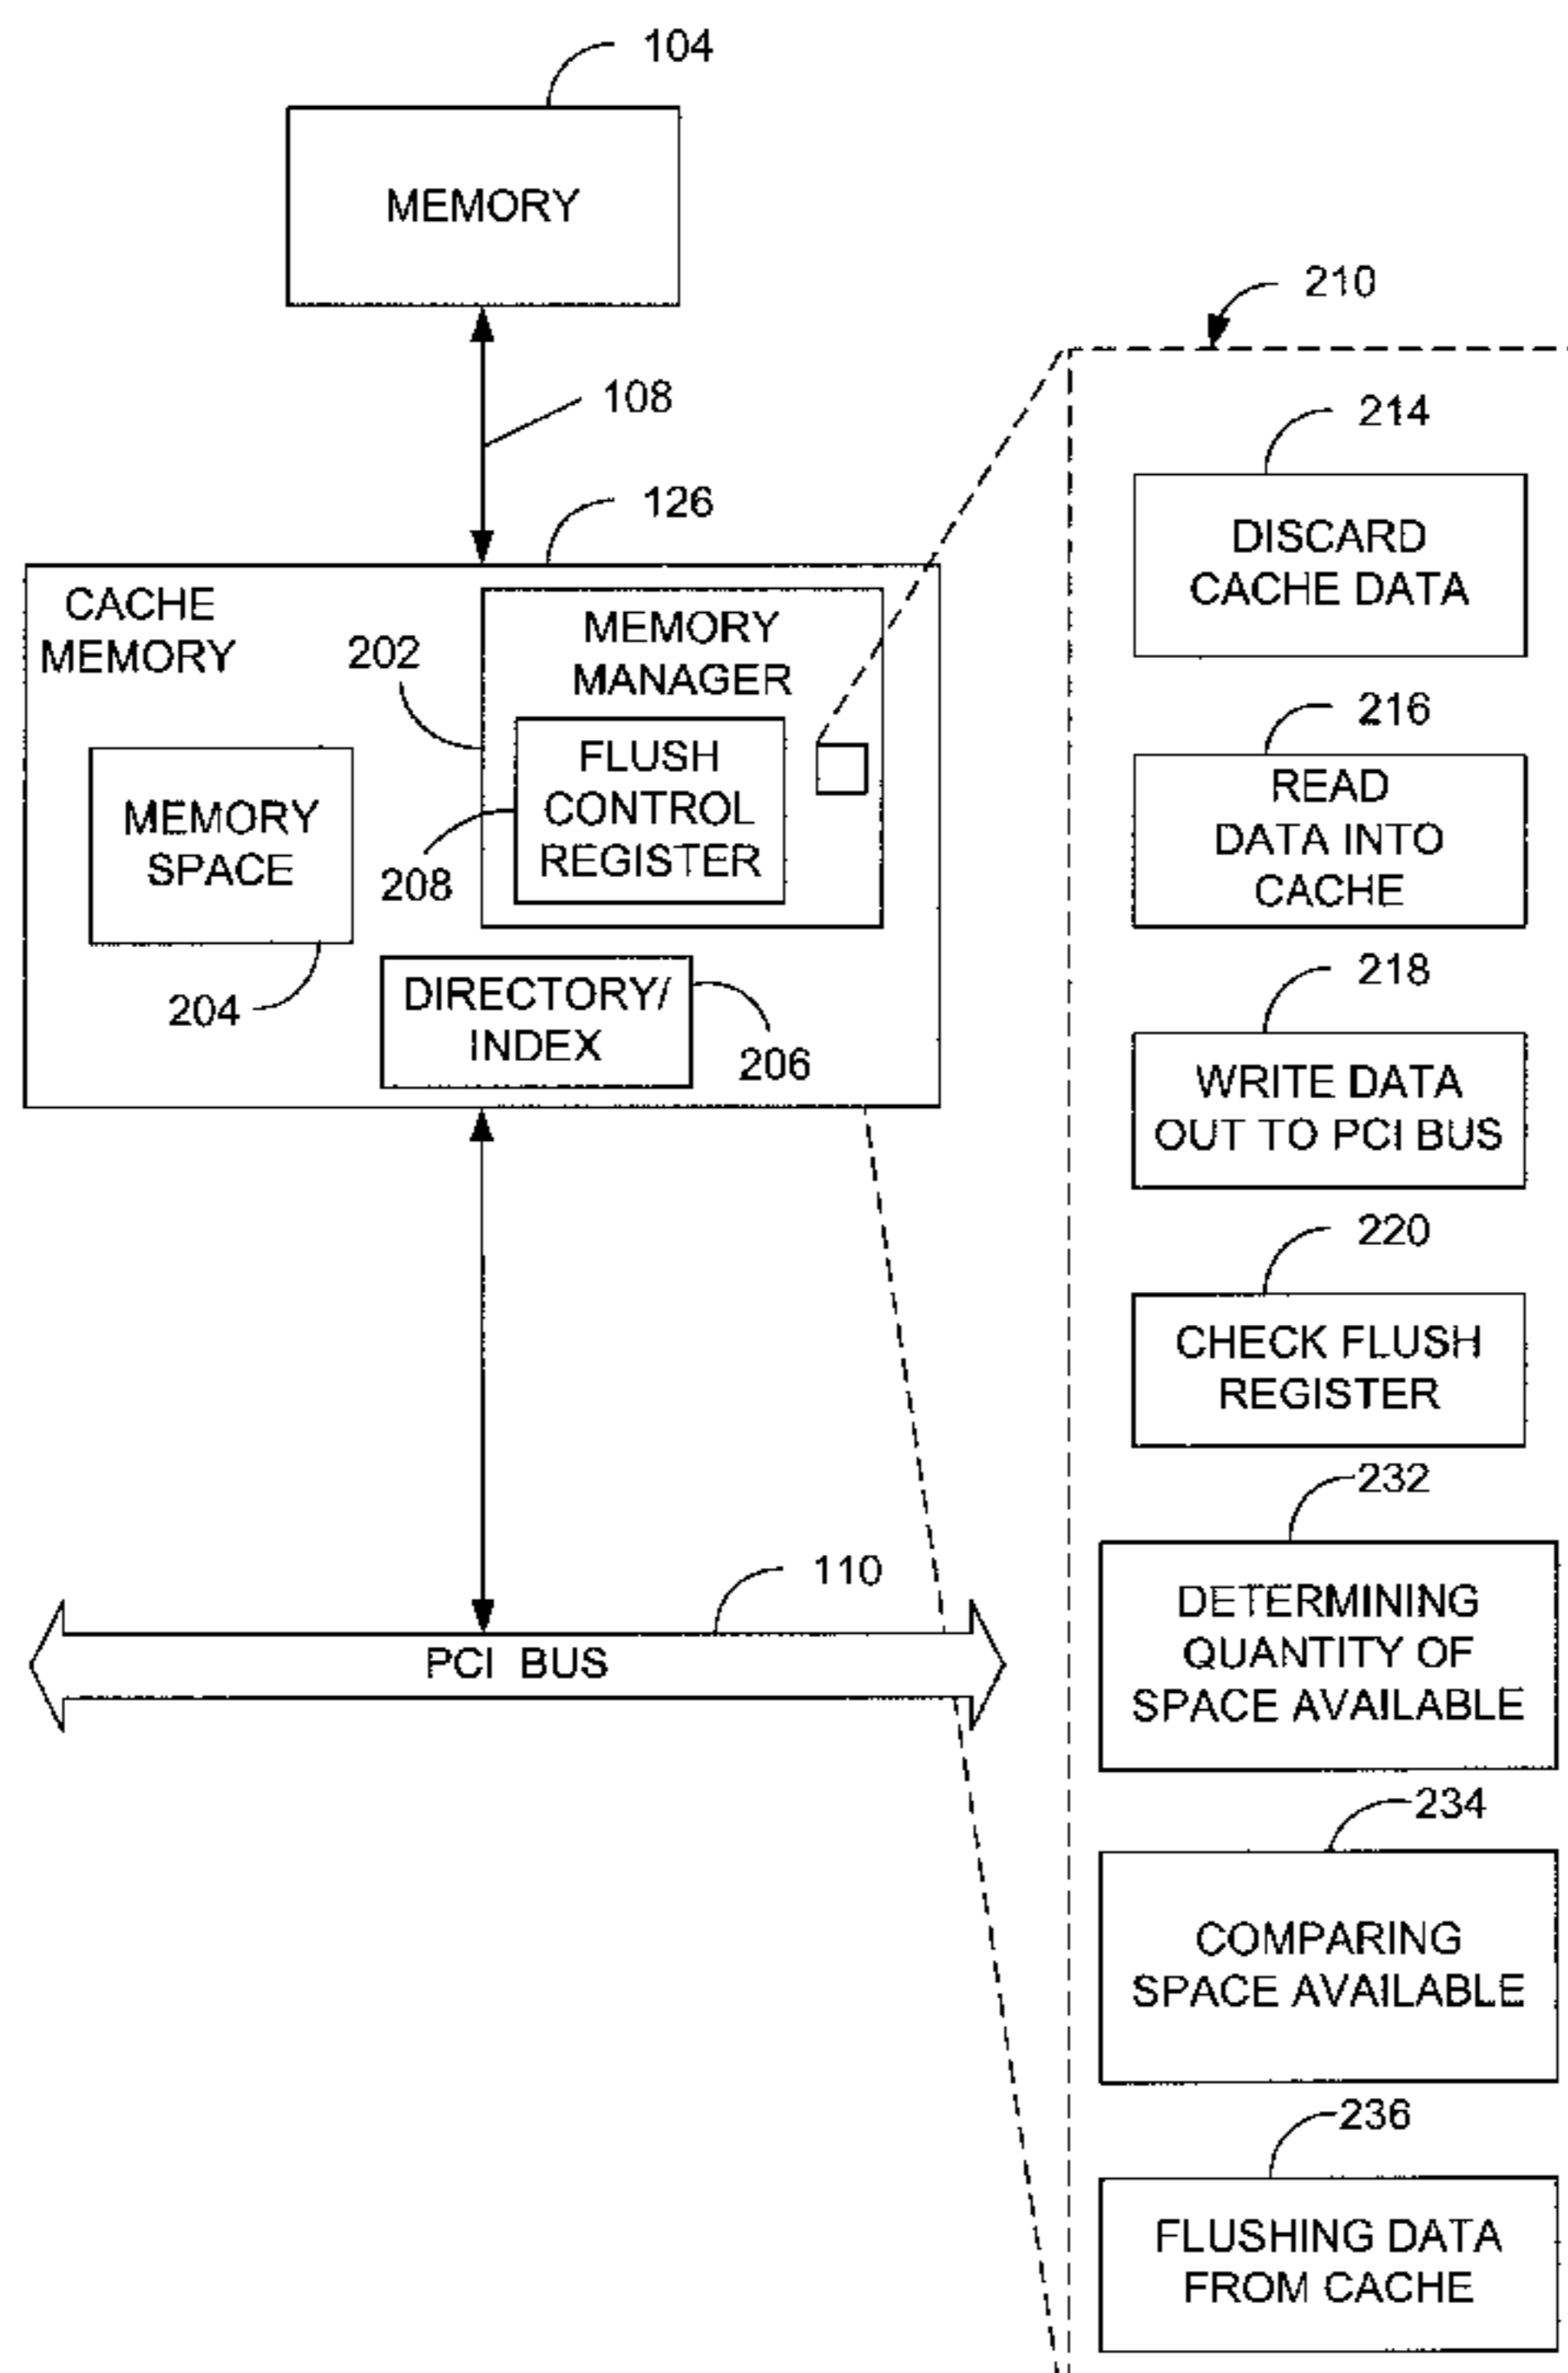 104
MEMORY
108
126
CACHE
MEMORY
202
MEMORY
MANAGER
FLUSH
CONTROL
REGISTER
208
MEMORY
SPACE
204
DIRECTORY/
INDEX
206
110
PCI BUS
210
214
DISCARD
CACHE DATA
216
READ
DATA INTO
CACHE
218
WRITE DATA
OUT TO PCI BUS
220
CHECK FLUSH
REGISTER
232
DETERMINING
QUANTITY OF
SPACE AVAILABLE
234
COMPARING
SPACE AVAILABLE
236
FLUSHING DATA
FROM CACHE